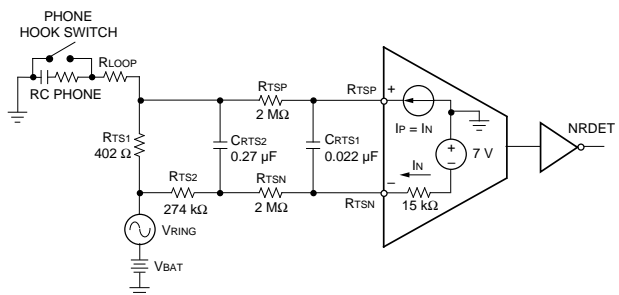 PHONE
HOOK SWITCH
RLOOP
RC PHONE
RTSP
2 MΩ
RTSP
+
IP = IN
NRDET
RTS1
402 Ω
CRTS2
0.27 µF
CRTS1
0.022 µF
+
−
7 V
IN
RTS2
274 kΩ
RTSN
2 MΩ
−
RTSN
15 kΩ
VRING
VBAT